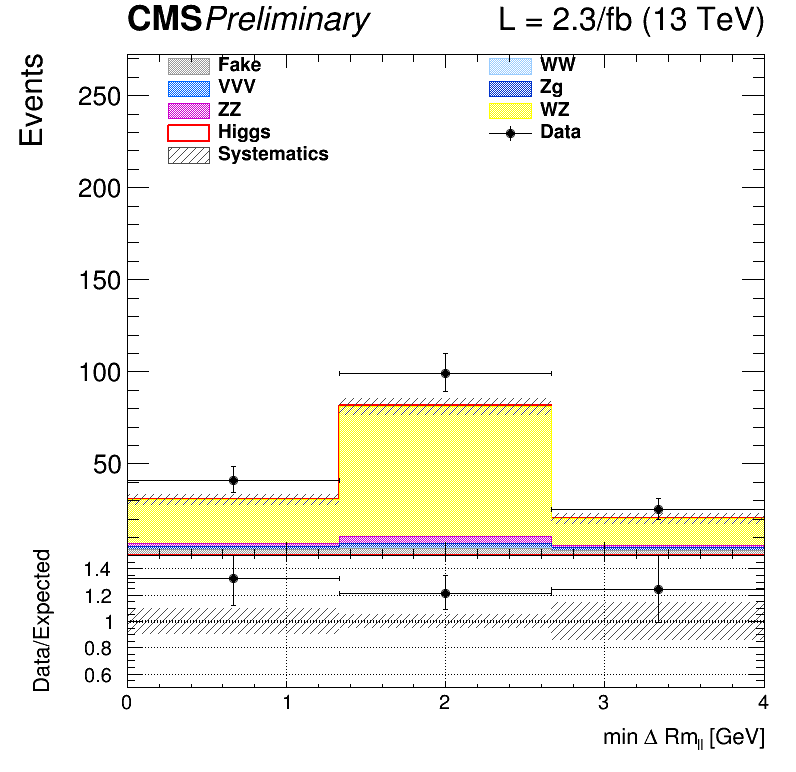 CMS Preliminary L = 2.3/fb (13 TeV)
Events
250
200
150
100
50
Fake WW
VVV Zg
ZZ WZ
Higgs Data
Systematics
Data/Expected
1.4
1.2
1
0.8
0.6
0 1 2 3 4
min Δ Rm_ll [GeV]